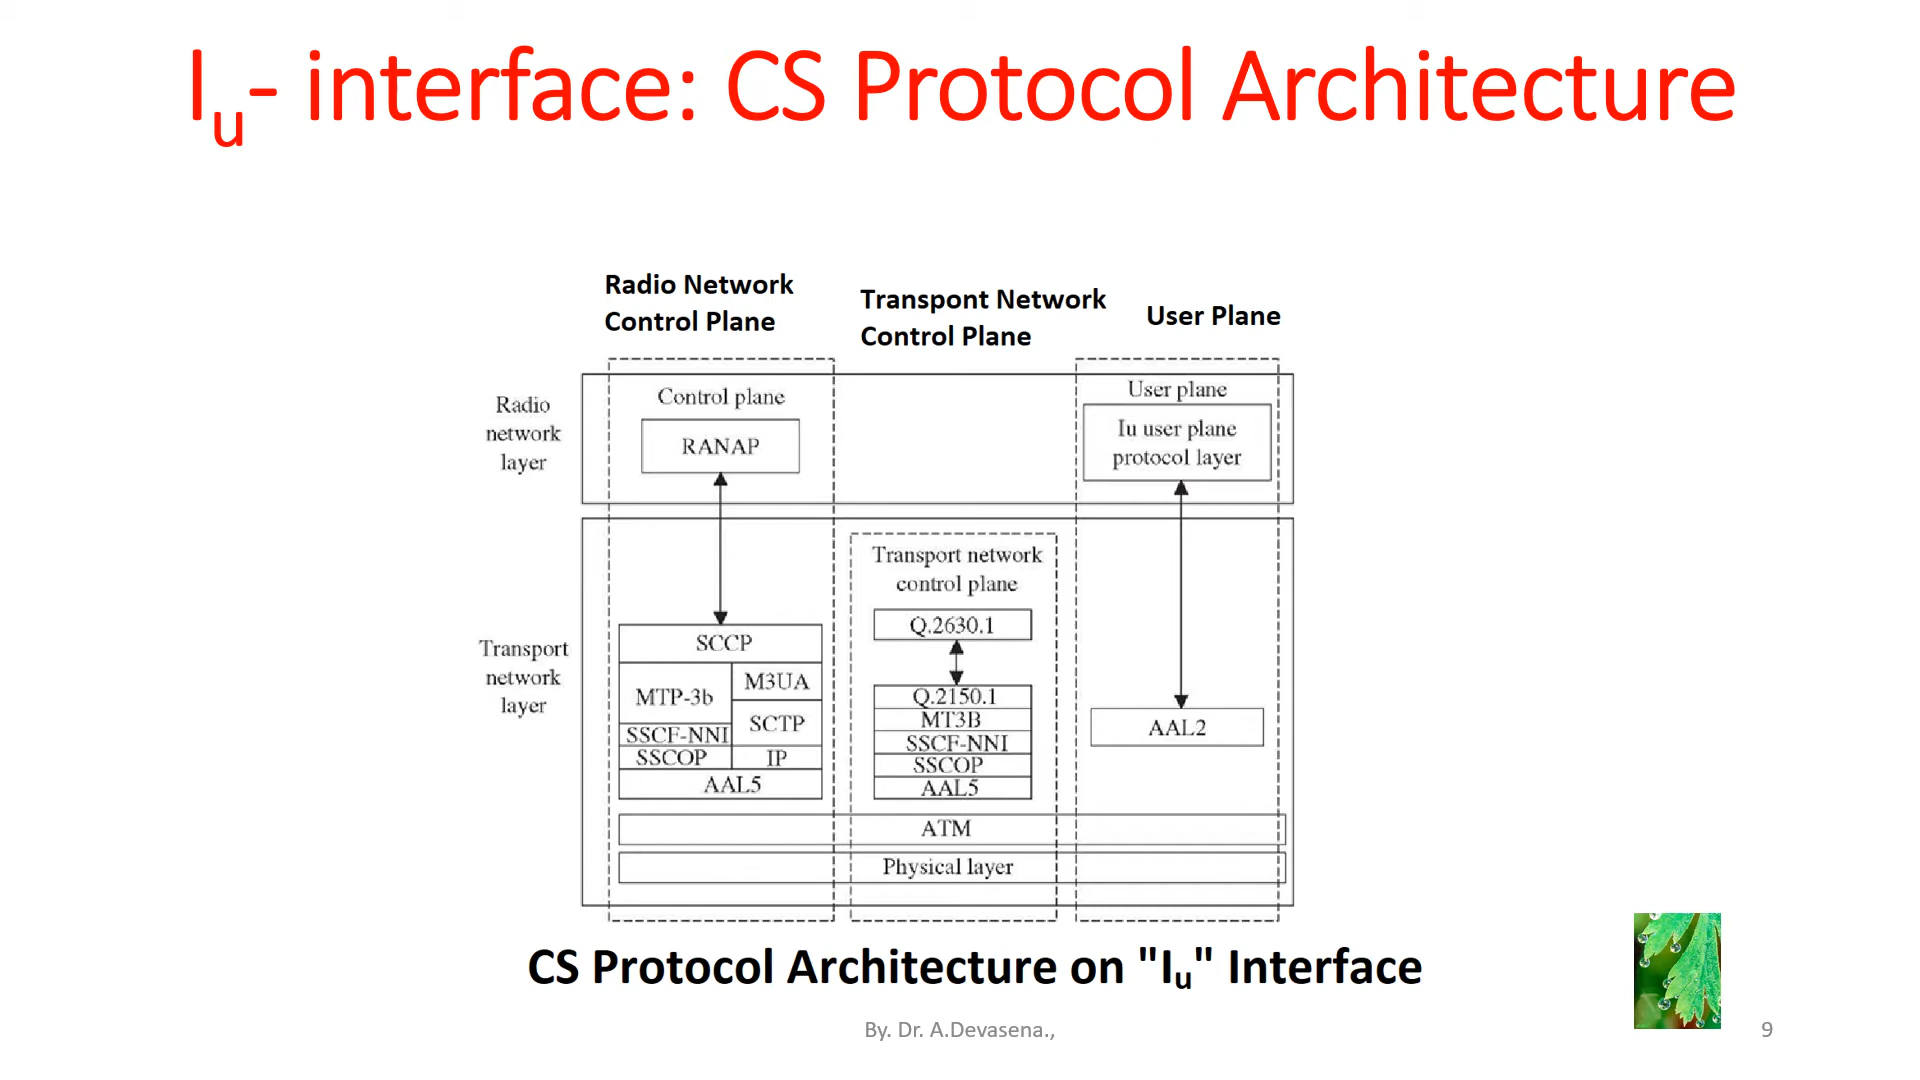 Iu- interface: CS Protocol Architecture
Radio Network
Control Plane
Transpont Network
Control Plane
User Plane
Radio
network
layer
Control plane
RANAP
User plane
Iu user plane
protocol layer
Transport
network
layer
SCCP
MTP-3b
M3UA
SCTP
SSCF-NNI
SSCOP
IP
AAL5
Transport network
control plane
Q.2630.1
Q.2150.1
MT3B
SSCF-NNI
SSCOP
AAL5
AAL2
ATM
Physical layer
CS Protocol Architecture on "Iu" Interface
By. Dr. A.Devasena.,
9